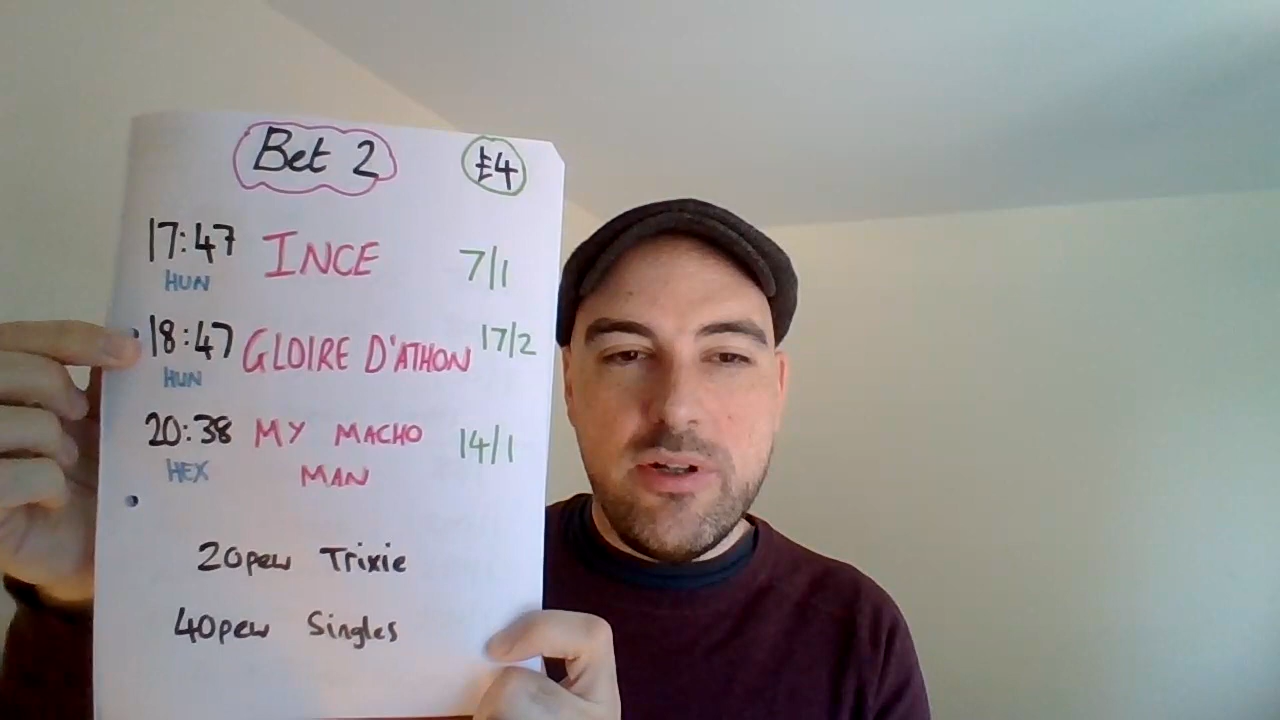 Bet 2 £4
17:47 INCE 7/1
HUN
18:47 GLOIRE D'ATHON 17/2
HUN
20:38 MY MACHO 14/1
HEX MAN
20pew Trixie
40pew Singles